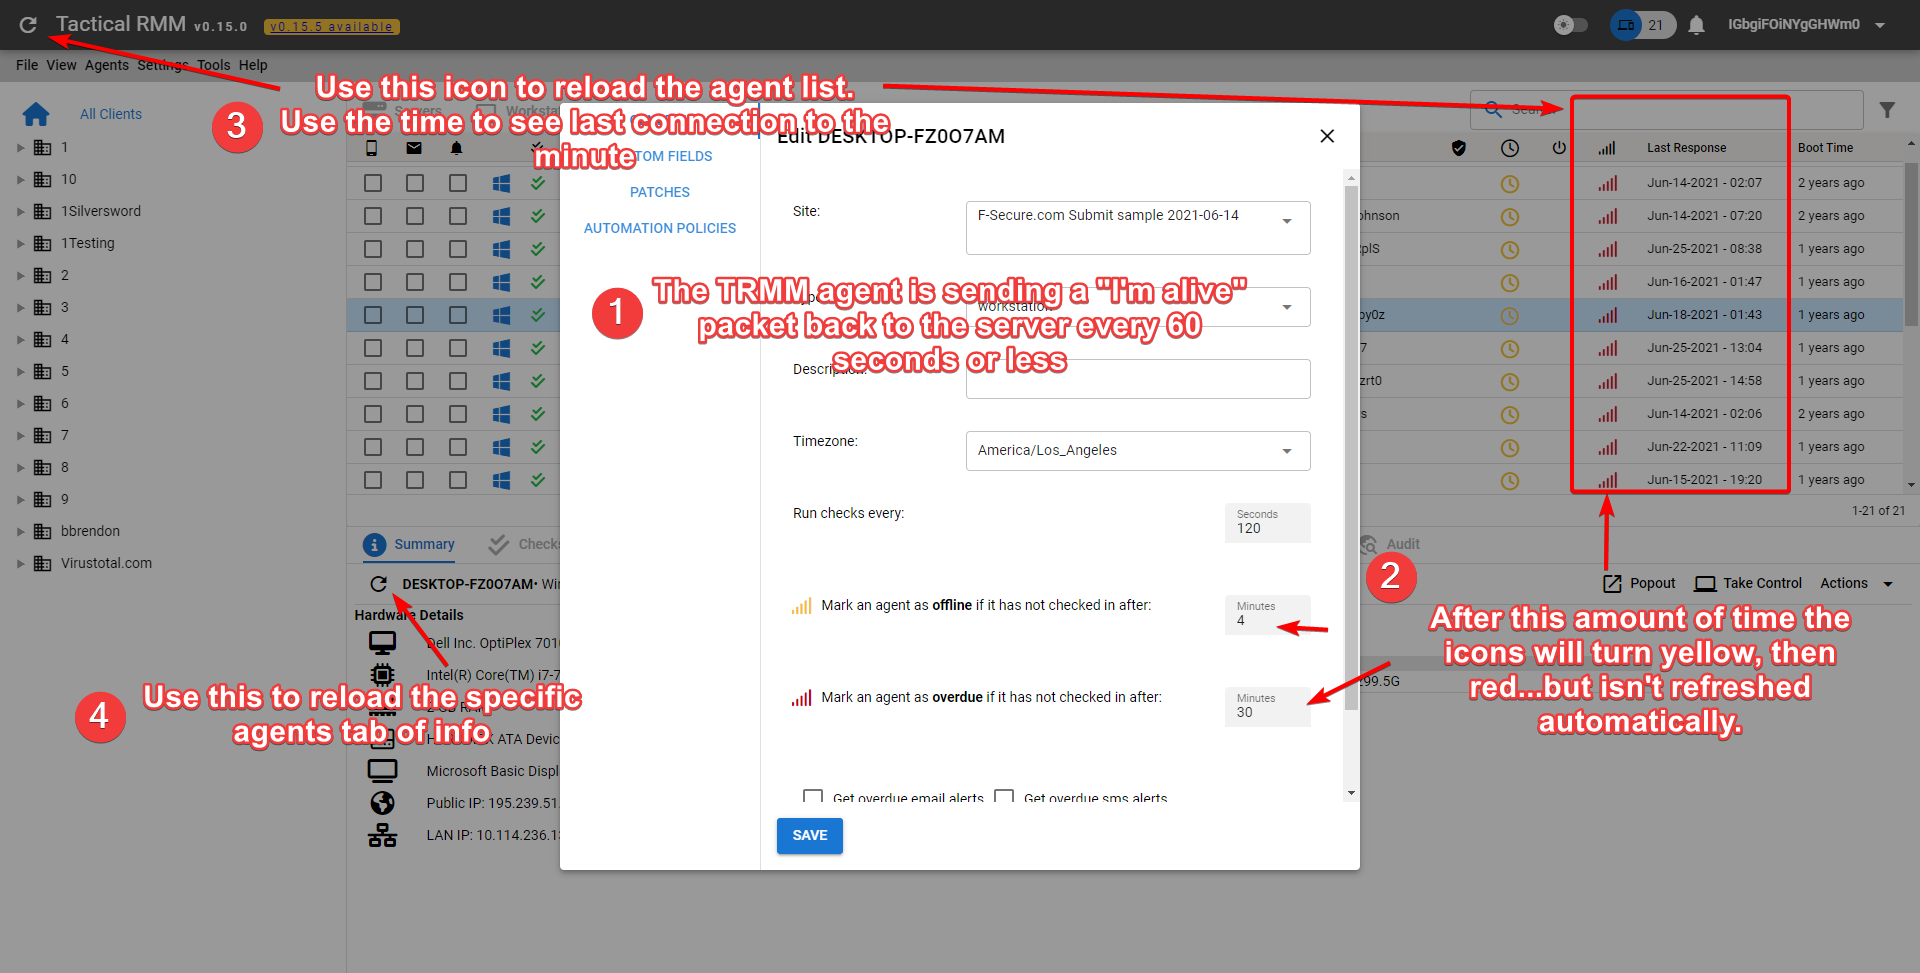 Tactical RMM v0.15.0 v0.15.5 available
21
IGbgiFOiNYgGHWm0
File View Agents Settings Tools Help
All Clients
1
10
1Silversword
1Testing
2
3
4
5
6
7
8
9
bbrendon
Virustotal.com
3
Use this icon to reload the agent list.
Use the time to see last connection to the
minute
Servers
Edit DESKTOP-FZ0O7AM
TOM FIELDS
PATCHES
AUTOMATION POLICIES
Site:
F-Secure.com Submit sample 2021-06-14
1
The TRMM agent is sending a "I'm alive"
packet back to the server every 60
seconds or less
workstation
Description:
Timezone:
America/Los_Angeles
Run checks every:
Seconds
120
Mark an agent as offline if it has not checked in after:
Minutes
4
Mark an agent as overdue if it has not checked in after:
Minutes
30
Get overdue email alerts
Get overdue sms alerts
SAVE
Last Response
Boot Time
Jun-14-2021 - 02:07
2 years ago
ohnson
Jun-14-2021 - 07:20
2 years ago
plS
Jun-25-2021 - 08:38
1 years ago
Jun-16-2021 - 01:47
1 years ago
oy0z
Jun-18-2021 - 01:43
1 years ago
7
Jun-25-2021 - 13:04
1 years ago
zrt0
Jun-25-2021 - 14:58
1 years ago
s
Jun-14-2021 - 02:06
2 years ago
Jun-22-2021 - 11:09
1 years ago
Jun-15-2021 - 19:20
1 years ago
1-21 of 21
Summary
Checks
Audit
DESKTOP-FZ0O7AM• Win
Popout
Take Control
Actions
Hardware Details
Dell Inc. OptiPlex 7010
Intel(R) Core(TM) i7-7
2 GB RAM
ATA Devic
Microsoft Basic Displ
Public IP: 195.239.51.
LAN IP: 10.114.236.1
299.5G
2
After this amount of time the
icons will turn yellow, then
red...but isn't refreshed
automatically.
4
Use this to reload the specific
agents tab of info